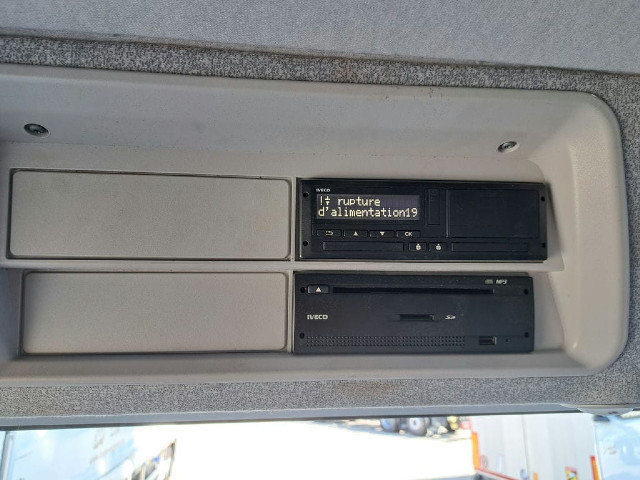 IVECO
!÷ rupture
d'alimentation19
OK
MP3
IVECO